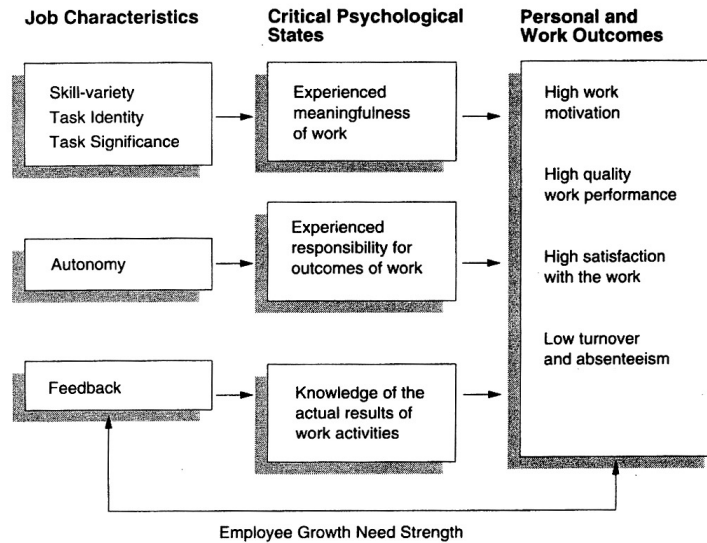 Job Characteristics
Critical Psychological
States
Personal and
Work Outcomes
Skill-variety
Task Identity
Task Significance
Experienced
meaningfulness
of work
High work
motivation
High quality
work performance
Autonomy
Experienced
responsibility for
outcomes of work
High satisfaction
with the work
Low turnover
and absenteeism
Feedback
Knowledge of the
actual results of
work activities
Employee Growth Need Strength